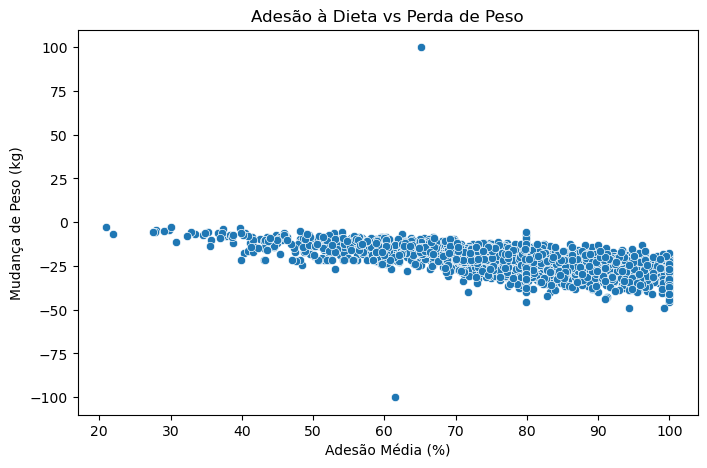 Adesão à Dieta vs Perda de Peso
100
75
50
25
0
−25
−50
−75
−100
Mudança de Peso (kg)
20 30 40 50 60 70 80 90 100
Adesão Média (%)